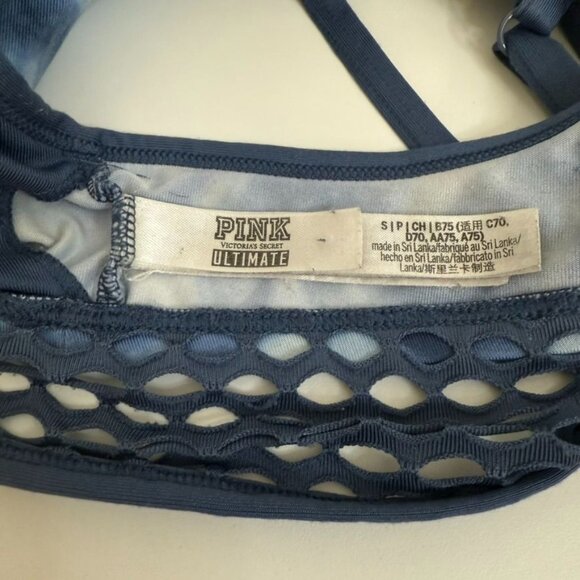 PINK
VICTORIA'S SECRET
ULTIMATE
S | P | CH | B75 (适用 C70,
D70, AA75, A75)
made in Sri Lanka/fabriqué au Sri Lanka/
hecho en Sri Lanka/fabbricato in Sri
Lanka/斯里兰卡制造